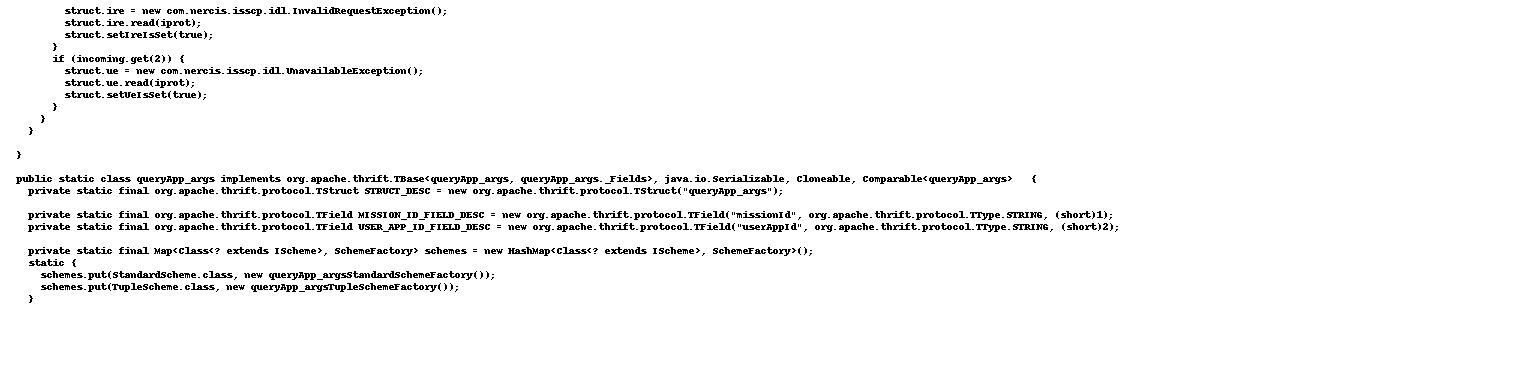 struct.ire = new com.nercis.isscp.idl.InvalidRequestException();
        struct.ire.read(iprot);
        struct.setIreIsSet(true);
      }
      if (incoming.get(2)) {
        struct.ue = new com.nercis.isscp.idl.UnavailableException();
        struct.ue.read(iprot);
        struct.setUeIsSet(true);
      }
    }
  }

}

public static class queryApp_args implements org.apache.thrift.TBase<queryApp_args, queryApp_args._Fields>, java.io.Serializable, Cloneable, Comparable<queryApp_args>   {
  private static final org.apache.thrift.protocol.TStruct STRUCT_DESC = new org.apache.thrift.protocol.TStruct("queryApp_args");

  private static final org.apache.thrift.protocol.TField MISSION_ID_FIELD_DESC = new org.apache.thrift.protocol.TField("missionId", org.apache.thrift.protocol.TType.STRING, (short)1);
  private static final org.apache.thrift.protocol.TField USER_APP_ID_FIELD_DESC = new org.apache.thrift.protocol.TField("userAppId", org.apache.thrift.protocol.TType.STRING, (short)2);

  private static final Map<Class<? extends IScheme>, SchemeFactory> schemes = new HashMap<Class<? extends IScheme>, SchemeFactory>();
  static {
    schemes.put(StandardScheme.class, new queryApp_argsStandardSchemeFactory());
    schemes.put(TupleScheme.class, new queryApp_argsTupleSchemeFactory());
  }